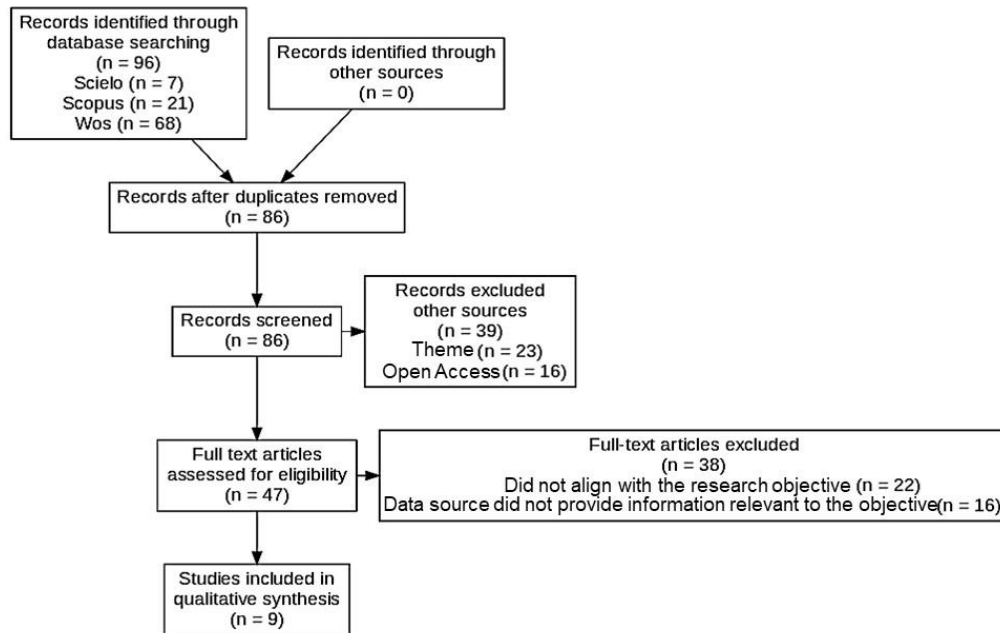 Records identified through
database searching
(n = 96)
Scielo (n = 7)
Scopus (n = 21)
Wos (n = 68)
Records identified through
other sources
(n = 0)
Records after duplicates removed
(n = 86)
Records screened
(n = 86)
Records excluded
other sources
(n = 39)
Theme (n = 23)
Open Access (n = 16)
Full text articles
assessed for eligibility
(n = 47)
Full-text articles excluded
(n = 38)
Did not align with the research objective (n = 22)
Data source did not provide information relevant to the objective (n = 16)
Studies included in
qualitative synthesis
(n = 9)